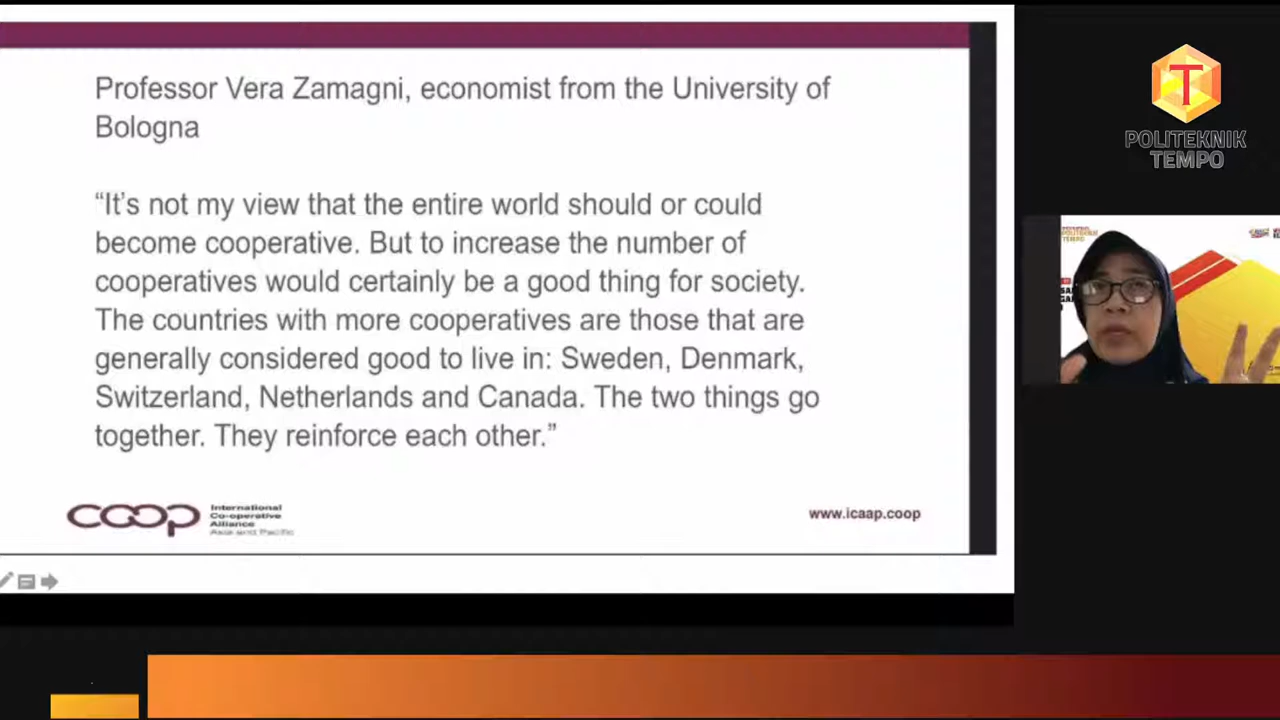 Professor Vera Zamagni, economist from the University of
Bologna
“It’s not my view that the entire world should or could
become cooperative. But to increase the number of
cooperatives would certainly be a good thing for society.
The countries with more cooperatives are those that are
generally considered good to live in: Sweden, Denmark,
Switzerland, Netherlands and Canada. The two things go
together. They reinforce each other.”
coop
International
Co-operative
Alliance
Asia and Pacific
www.icaap.coop
T
POLITEKNIK
TEMPO
POLITEKNIK
TEMPO